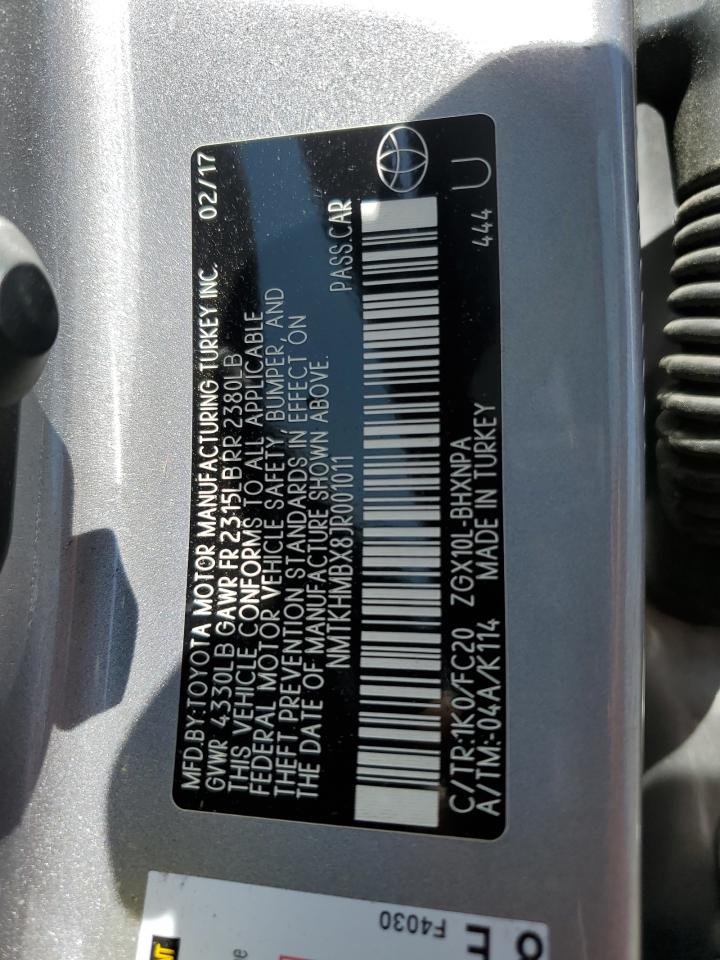 MFD.BY:TOYOTA MOTOR MANUFACTURING TURKEY INC. 02/17
GVWR 4330LB GAWR FR 2315LB RR 2380LB
THIS VEHICLE CONFORMS TO ALL APPLICABLE
FEDERAL MOTOR VEHICLE SAFETY, BUMPER, AND
THEFT PREVENTION STANDARDS IN EFFECT ON
THE DATE OF MANUFACTURE SHOWN ABOVE.
NMTKHMBX8JR001011 PASS.CAR
C/TR:1K0/FC20 ZGX10L-BHXNPA 444 U
A/TM:-04A/K114 MADE IN TURKEY
F4030